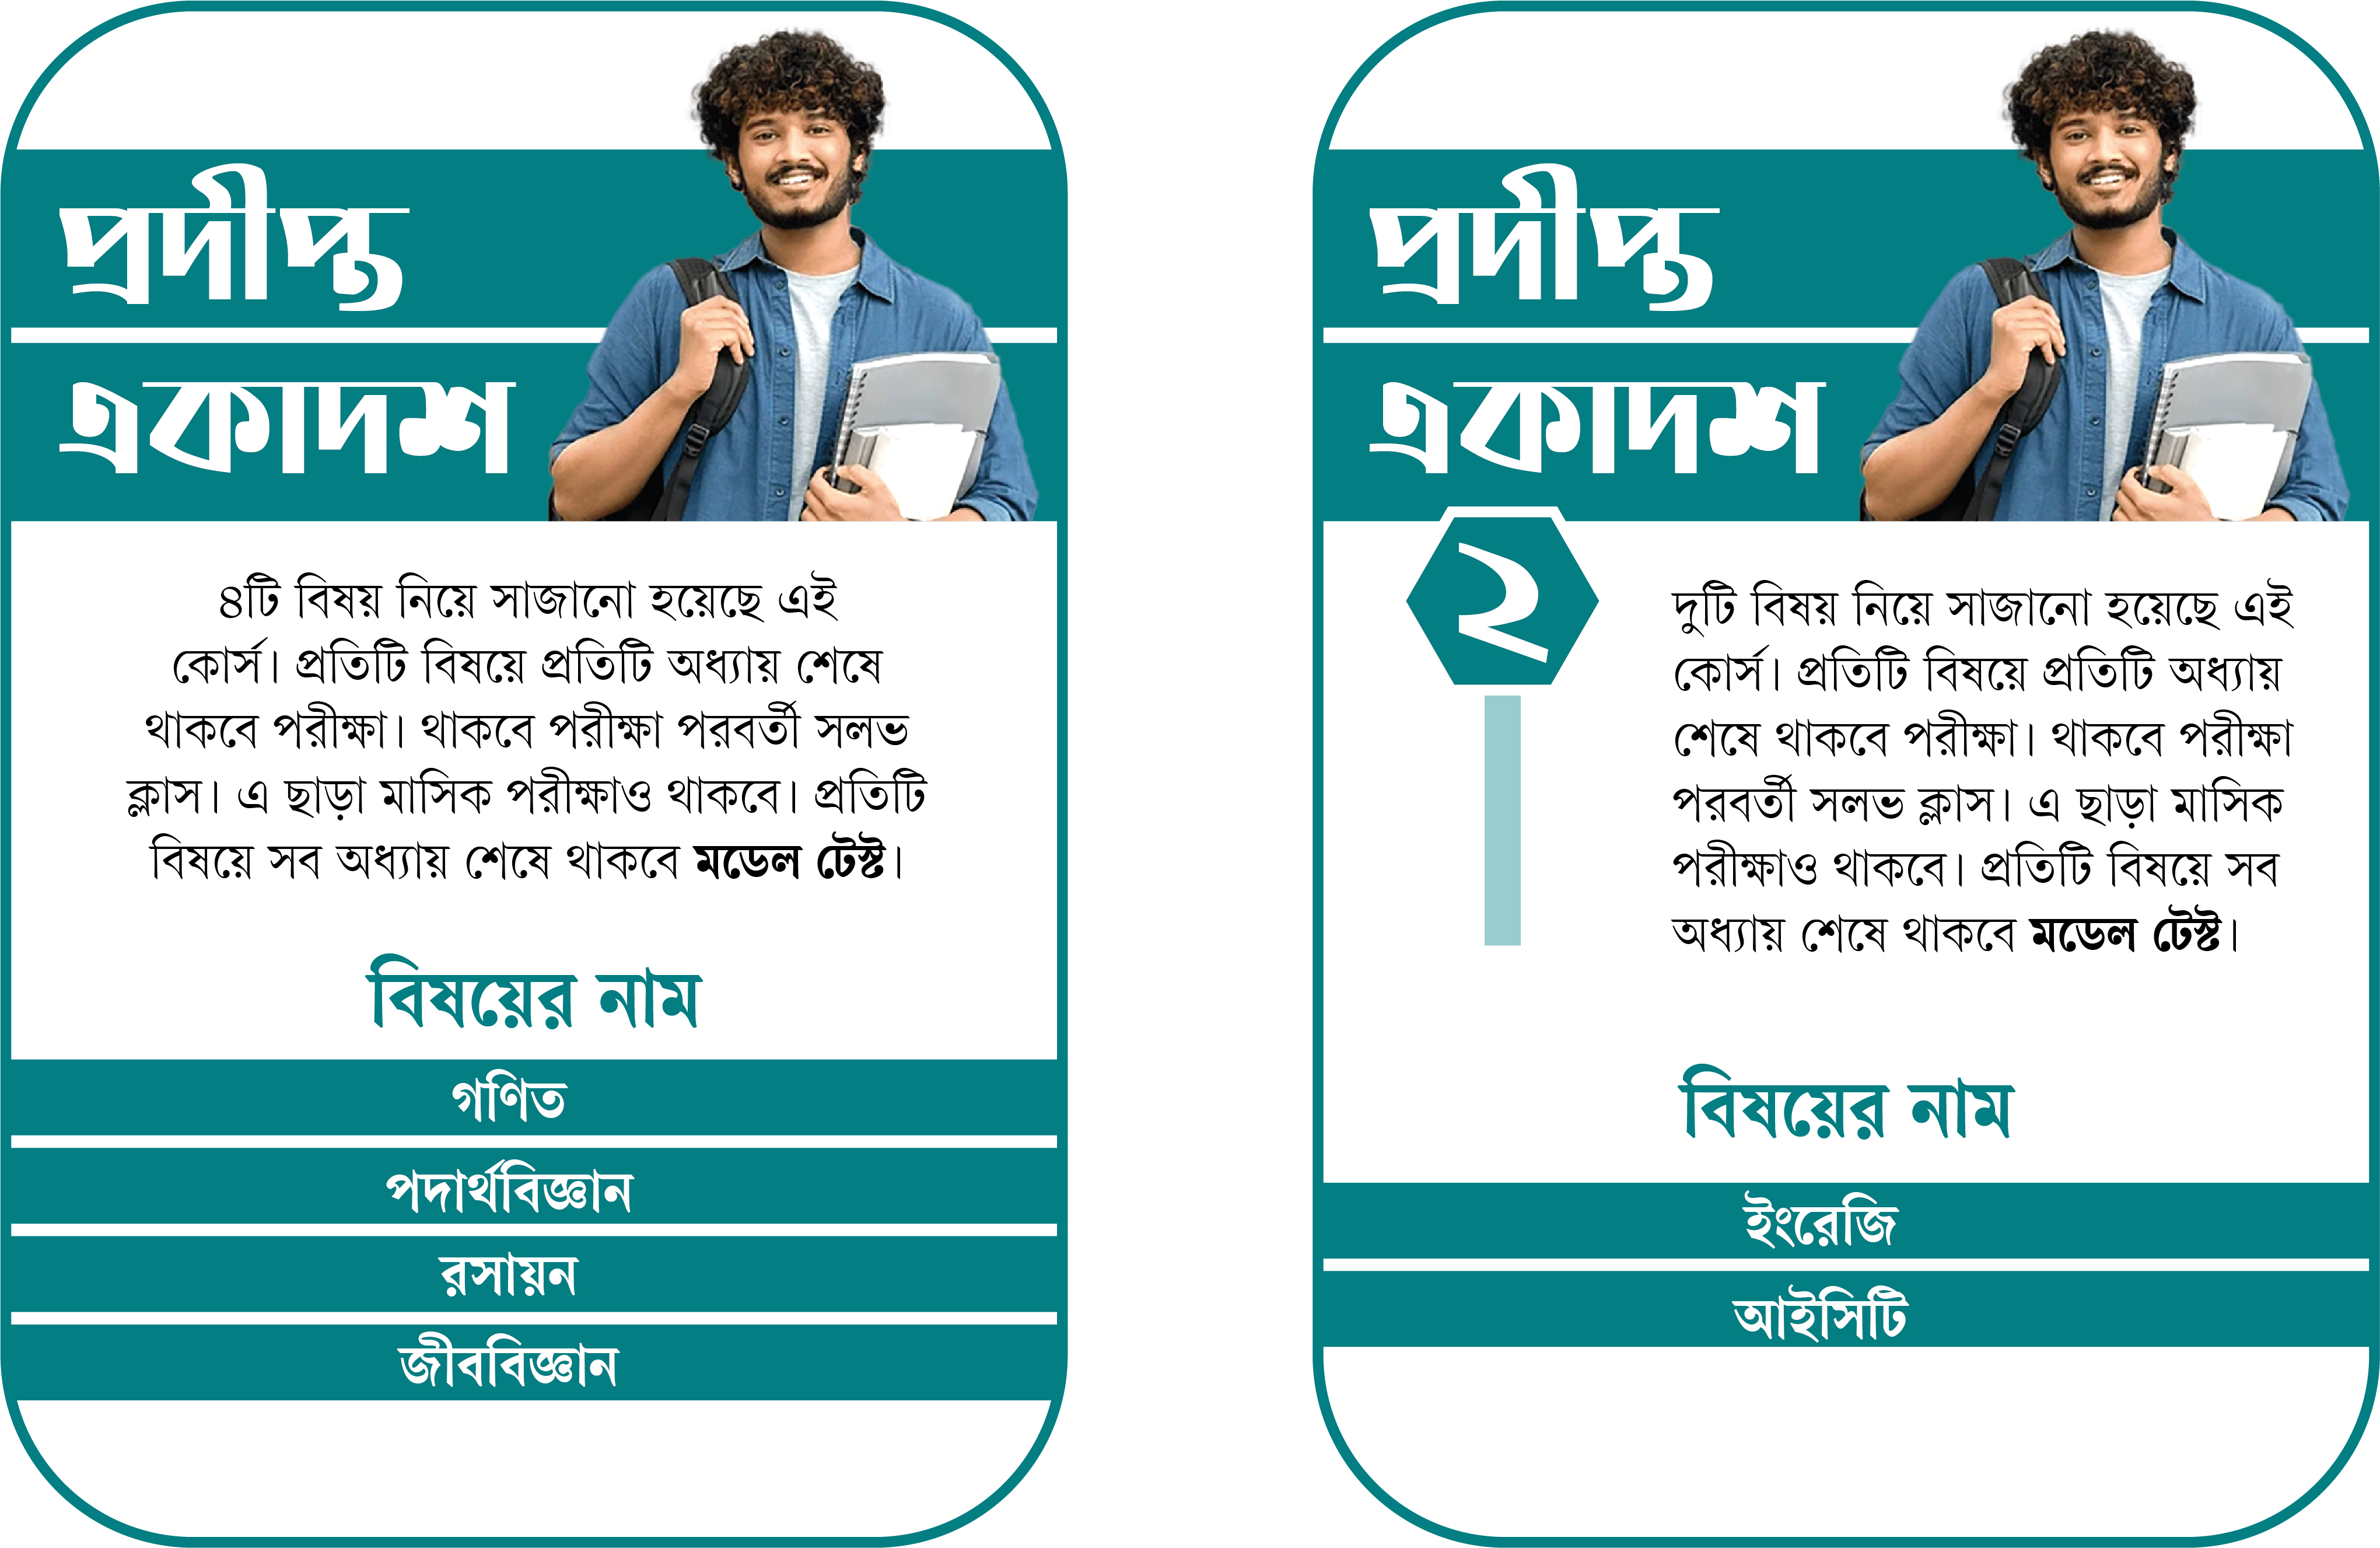 প্রদীপ্ত
একাদশ
৪টি বিষয় নিয়ে সাজানো হয়েছে এই
কোর্স। প্রতিটি বিষয়ে প্রতিটি অধ্যায় শেষে
থাকবে পরীক্ষা। থাকবে পরীক্ষা পরবর্তী সলভ
ক্লাস। এ ছাড়া মাসিক পরীক্ষাও থাকবে। প্রতিটি
বিষয়ে সব অধ্যায় শেষে থাকবে মডেল টেস্ট।
বিষয়ের নাম
গণিত
পদার্থবিজ্ঞান
রসায়ন
জীববিজ্ঞান
প্রদীপ্ত
একাদশ
২
দুটি বিষয় নিয়ে সাজানো হয়েছে এই
কোর্স। প্রতিটি বিষয়ে প্রতিটি অধ্যায়
শেষে থাকবে পরীক্ষা। থাকবে পরীক্ষা
পরবর্তী সলভ ক্লাস। এ ছাড়া মাসিক
পরীক্ষাও থাকবে। প্রতিটি বিষয়ে সব
অধ্যায় শেষে থাকবে মডেল টেস্ট।
বিষয়ের নাম
ইংরেজি
আইসিটি